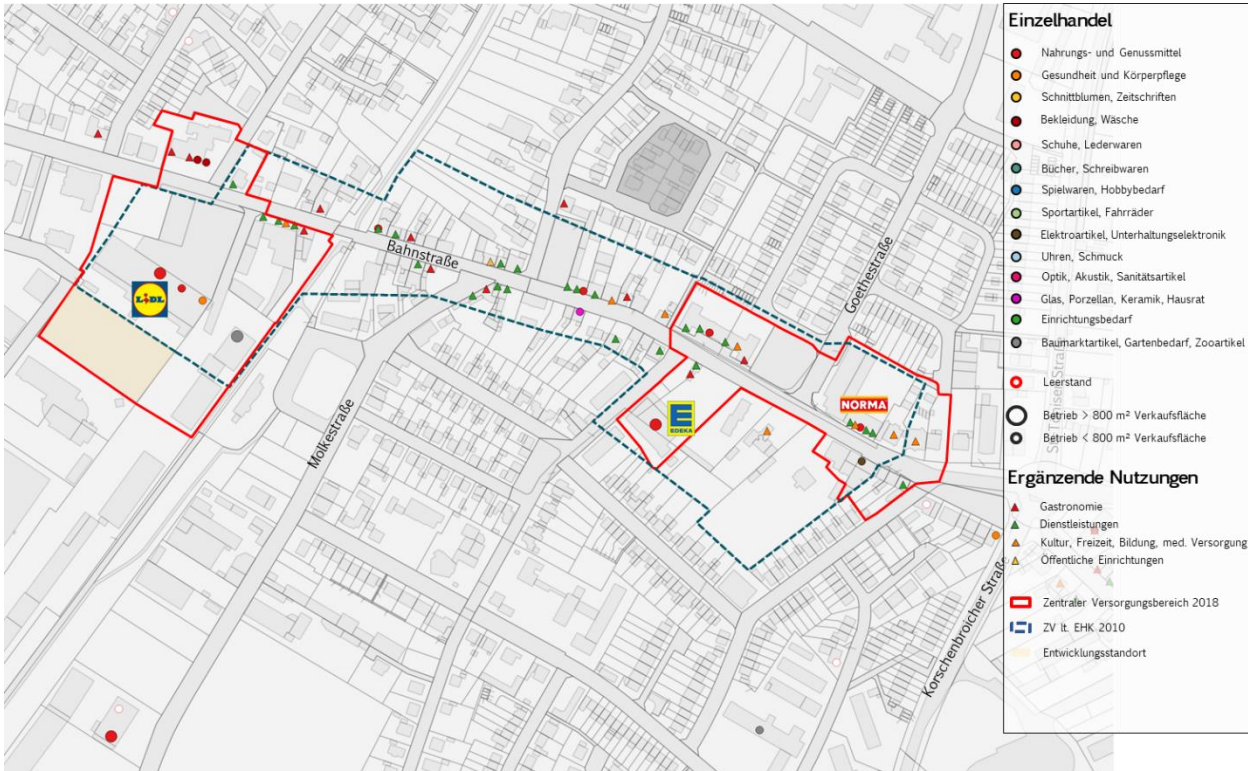 Einzelhandel
Nahrungs- und Genussmittel
Gesundheit und Körperpflege
Schnittblumen, Zeitschriften
Bekleidung, Wäsche
Schuhe, Lederwaren
Bücher, Schreibwaren
Spielwaren, Hobbybedarf
Sportartikel, Fahrräder
Elektroartikel, Unterhaltungselektronik
Uhren, Schmuck
Optik, Akustik, Sanitätsartikel
Glas, Porzellan, Keramik, Hausrat
Einrichtungsbedarf
Baumarktartikel, Gartenbedarf, Zooartikel
Leerstand
Betrieb > 800 m² Verkaufsfläche
Betrieb < 800 m² Verkaufsfläche
Ergänzende Nutzungen
Gastronomie
Dienstleistungen
Kultur, Freizeit, Bildung, med. Versorgung
Öffentliche Einrichtungen
Zentraler Versorgungsbereich 2018
ZV lt. EHK 2010
Entwicklungsstandort
Bahnstraße
Goethestraße
LIDL
NORMA
E
EDEKA
Molkestraße
Korschenbroicher Straße